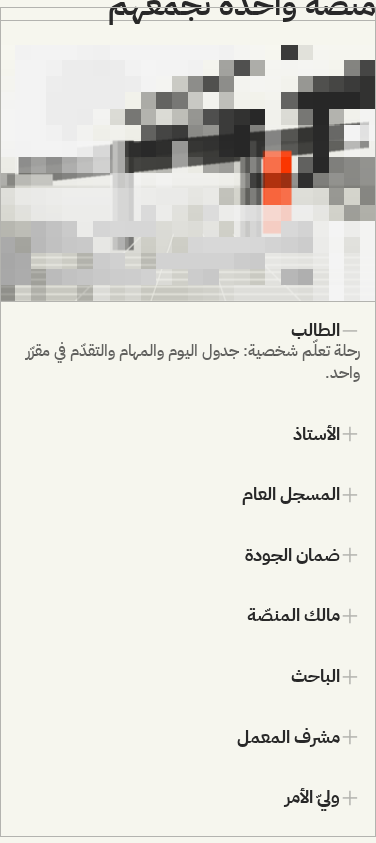 منصة واحدة تجمعهم
الطالب
رحلة تعلّم شخصية: جدول اليوم والمهام والتقدّم في مقرّر
واحد.
الأستاذ
المسجل العام
ضمان الجودة
مالك المنصّة
الباحث
مشرف المعمل
وليّ الأمر